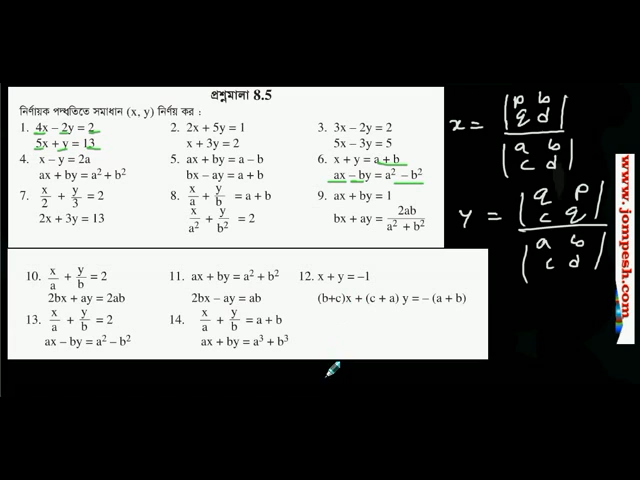 প্রশ্নমালা 8.5
নির্ণায়ক পদ্ধতিতে সমাধান (x, y) নির্ণয় কর :
1. 4x – 2y = 2 2. 2x + 5y = 1 3. 3x – 2y = 2
5x + y = 13 x + 3y = 2 5x – 3y = 5
4. x – y = 2a 5. ax + by = a – b 6. x + y = a + b
ax + by = a² + b² bx – ay = a + b ax – by = a² – b²
7. x/2 + y/3 = 2 8. x/a + y/b = a + b 9. ax + by = 1
2x + 3y = 13 x/a² + y/b² = 2 bx + ay = 2ab/(a² + b²)
10. x/a + y/b = 2 11. ax + by = a² + b² 12. x + y = –1
2bx + ay = 2ab 2bx – ay = ab (b+c)x + (c + a) y = – (a + b)
13. x/a + y/b = 2 14. x/a + y/b = a + b
ax – by = a² – b² ax + by = a³ + b³
x = |p b
q d|
|a b
c d|
y = |q p
c q|
|a b
c d|
www.jompesh.com